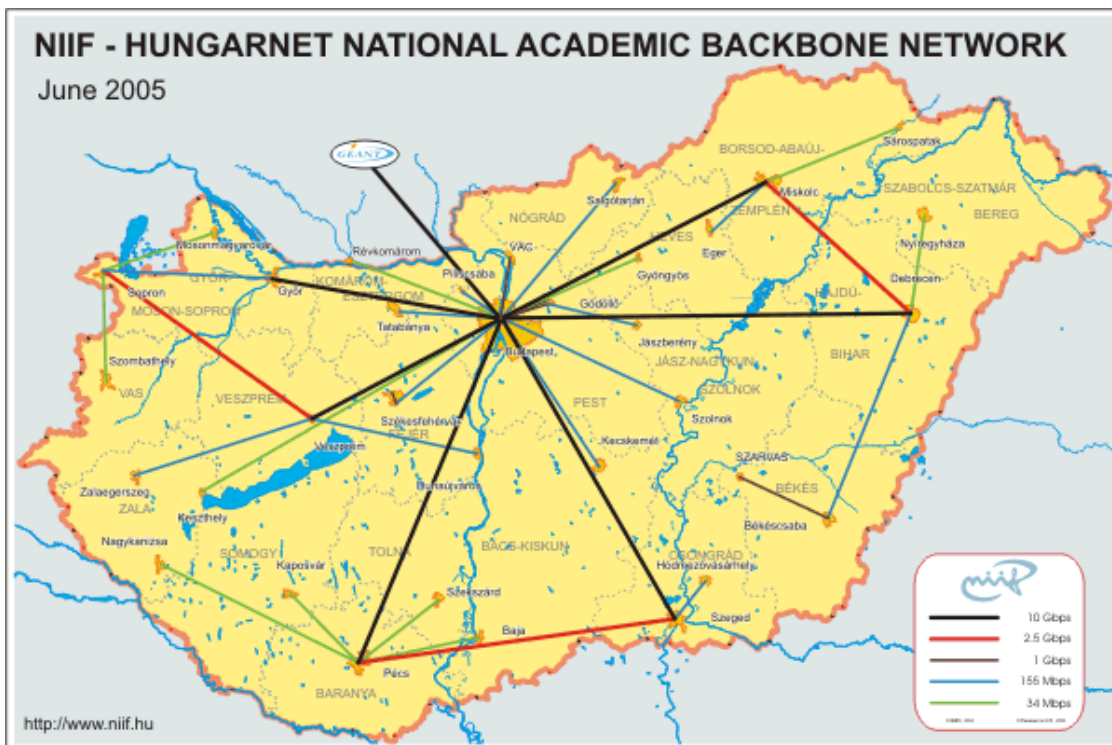 NIIF - HUNGARNET NATIONAL ACADEMIC BACKBONE NETWORK
June 2005
GÉANT
Sárospatak
BORSOD-ABAÚJ-
Miskolc
ZEMPLÉN
SZABOLCS-SZATMÁR
BEREG
Salgótarján
NÓGRÁD
HEVES
Eger
Nyíregyháza
Mosonmagyaróvár
Révkomárom
VÁC
Piliscsaba
Gyöngyös
Debrecen
GYŐR
KOMÁROM-
ESZTERGOM
Győr
Sopron
MOSON-SOPRON
Gödöllő
HAJDÚ-
Tatabánya
Jászberény
Budapest
BIHAR
Szombathely
JÁSZ-NAGYKUN-
VAS
VESZPRÉM
PEST
SZOLNOK
Székesfehérvár
FEJÉR
Szolnok
Veszprém
Kecskemét
SZARVAS
Zalaegerszeg
Dunaújváros
BÉKÉS
ZALA
Keszthely
Békéscsaba
Nagykanizsa
SOMOGY
TOLNA
BÁCS-KISKUN
CSONGRÁD
Kaposvár
Hódmezővásárhely
Szekszárd
Szeged
Baja
Pécs
BARANYA
niif
10 Gbps
2.5 Gbps
1 Gbps
155 Mbps
34 Mbps
http://www.niif.hu